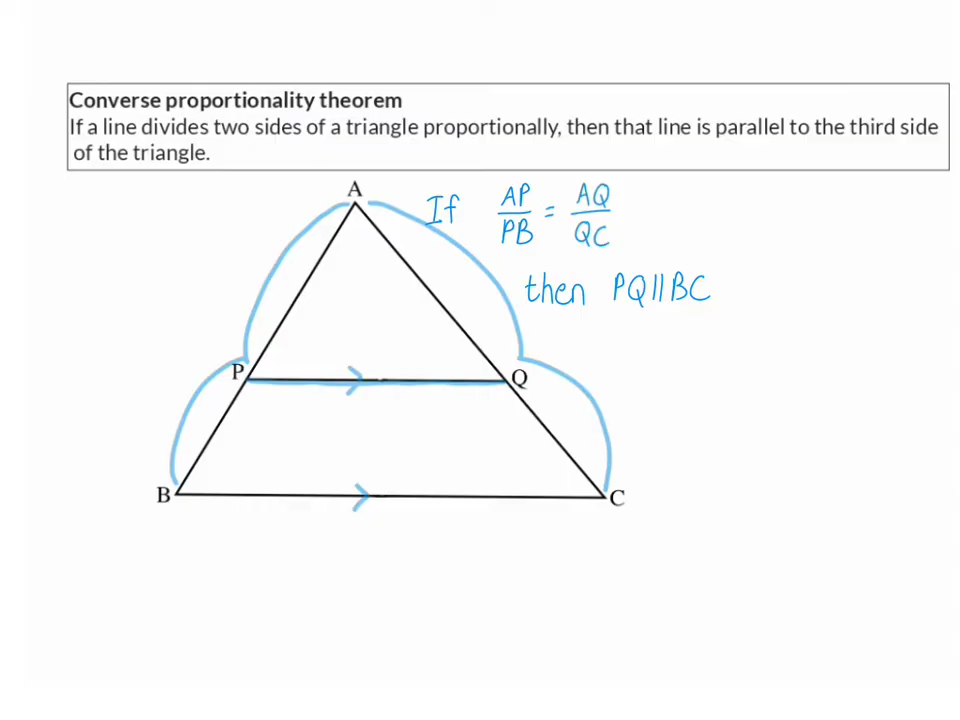 Converse proportionality theorem
If a line divides two sides of a triangle proportionally, then that line is parallel to the third side
of the triangle.
A
If AP/PB = AQ/QC
then PQ||BC
P
Q
B
C